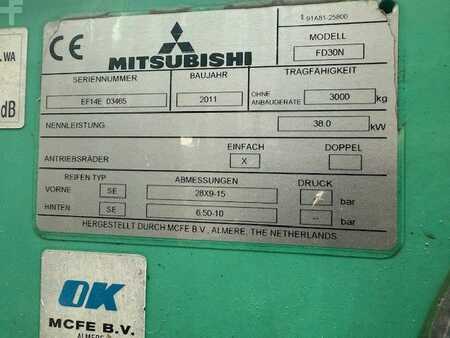 91A81-25800
CE
MITSUBISHI
MODELL
FD30N
SERIENNUMMER BAUJAHR TRAGFÄHIGKEIT
EF14E 03465 2011 OHNE ANBAUGERÄTE 3000 kg
NENNLEISTUNG 38.0 kW
EINFACH DOPPEL
ANTRIEBSRÄDER X
REIFEN TYP ABMESSUNGEN DRUCK
VORNE SE 28X9-15 bar
HINTEN SE 6.50-10 -- bar
HERGESTELLT DURCH MCFE B.V., ALMERE, THE NETHERLANDS.
WA
dB
OK
MCFE B.V.
ALMERE